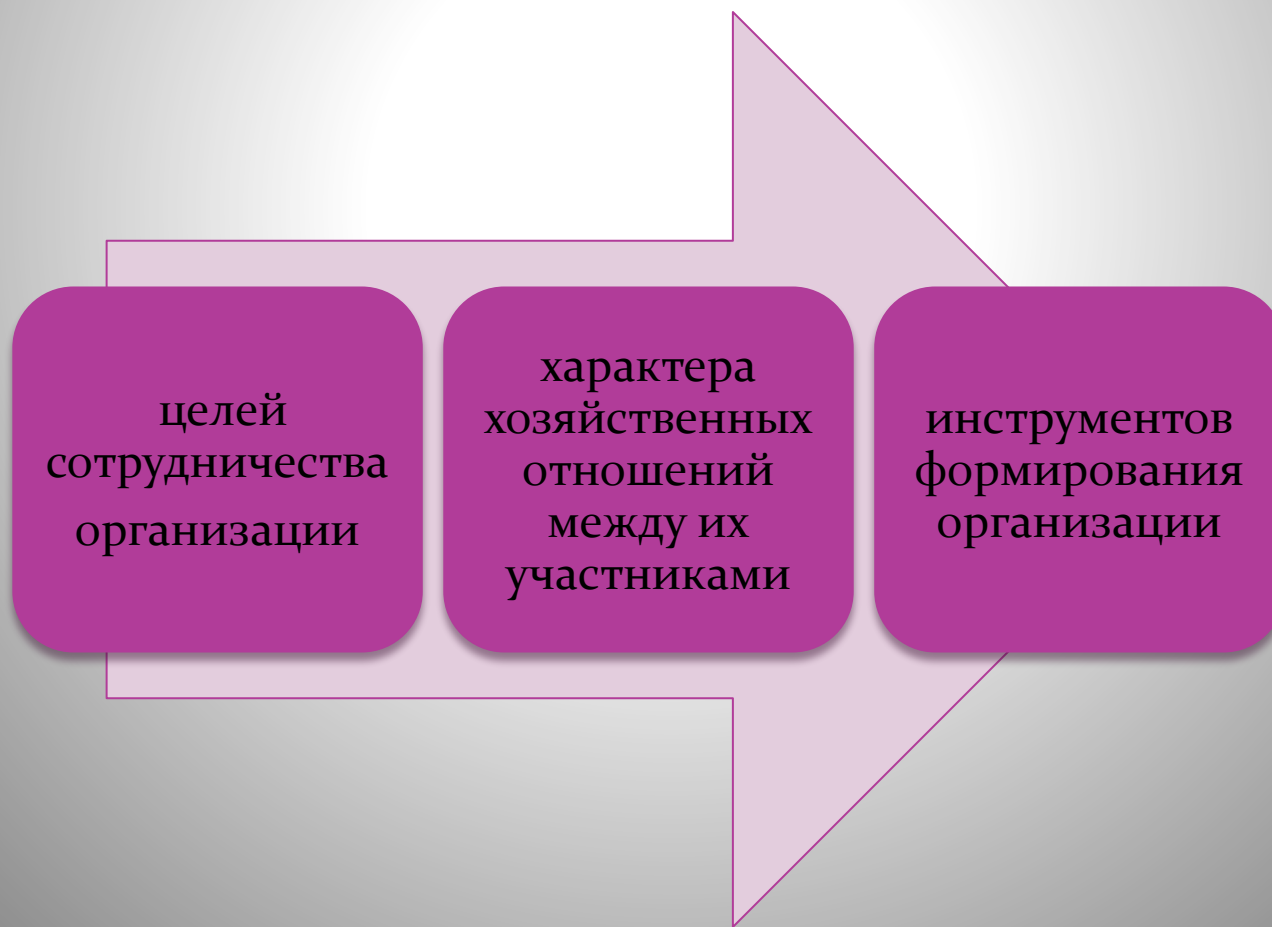 целей
сотрудничества
организации
характера
хозяйственных
отношений
между их
участниками
инструментов
формирования
организации